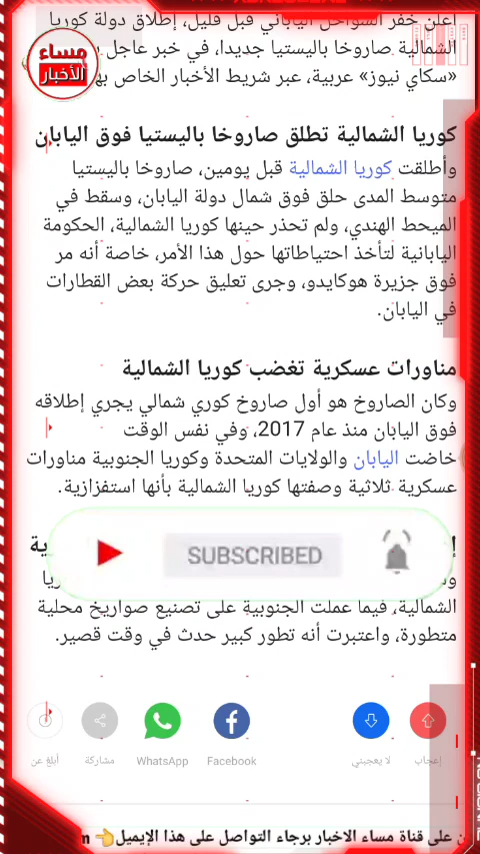 أعلن خفر السواحل الياباني قبل قليل، إطلاق دولة كوريا
الشمالية صاروخا باليستيا جديدا، في خبر عاجل
«سكاي نيوز» عربية، عبر شريط الأخبار الخاص بها
مساء
الأخبار
كوريا الشمالية تطلق صاروخا باليستيا فوق اليابان
وأطلقت كوريا الشمالية قبل يومين، صاروخا باليستيا
متوسط المدى حلق فوق شمال دولة اليابان، وسقط في
الميحط الهندي، ولم تحذر حينها كوريا الشمالية، الحكومة
اليابانية لتأخذ احتياطاتها حول هذا الأمر، خاصة أنه مر
فوق جزيرة هوكايدو، وجرى تعليق حركة بعض القطارات
في اليابان.
مناورات عسكرية تغضب كوريا الشمالية
وكان الصاروخ هو أول صاروخ كوري شمالي يجري إطلاقه
فوق اليابان منذ عام 2017، وفي نفس الوقت
خاضت اليابان والولايات المتحدة وكوريا الجنوبية مناورات
عسكرية ثلاثية وصفتها كوريا الشمالية بأنها استفزازية.
SUBSCRIBED
الشمالية، فيما عملت الجنوبية على تصنيع صواريخ محلية
متطورة، واعتبرت أنه تطور كبير حدث في وقت قصير.
إعجاب لا يعجبني Facebook WhatsApp مشاركة أبلغ عن
على قناة مساء الاخبار برجاء التواصل على هذا الإيميل👈